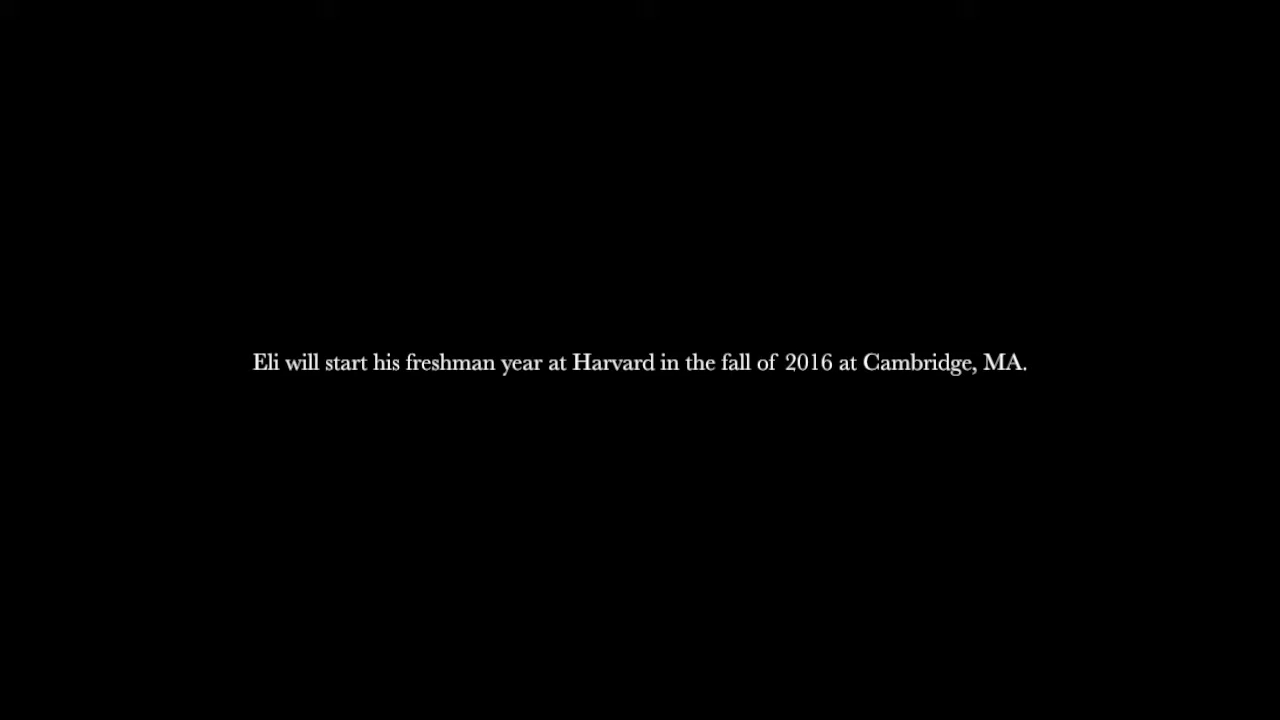 Eli will start his freshman year at Harvard in the fall of 2016 at Cambridge, MA.